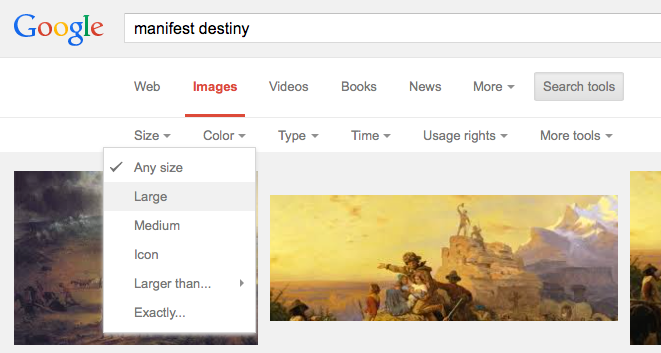 Google manifest destiny
Web Images Videos Books News More Search tools
Size Color Type Time Usage rights More tools
Any size
Large
Medium
Icon
Larger than...
Exactly...